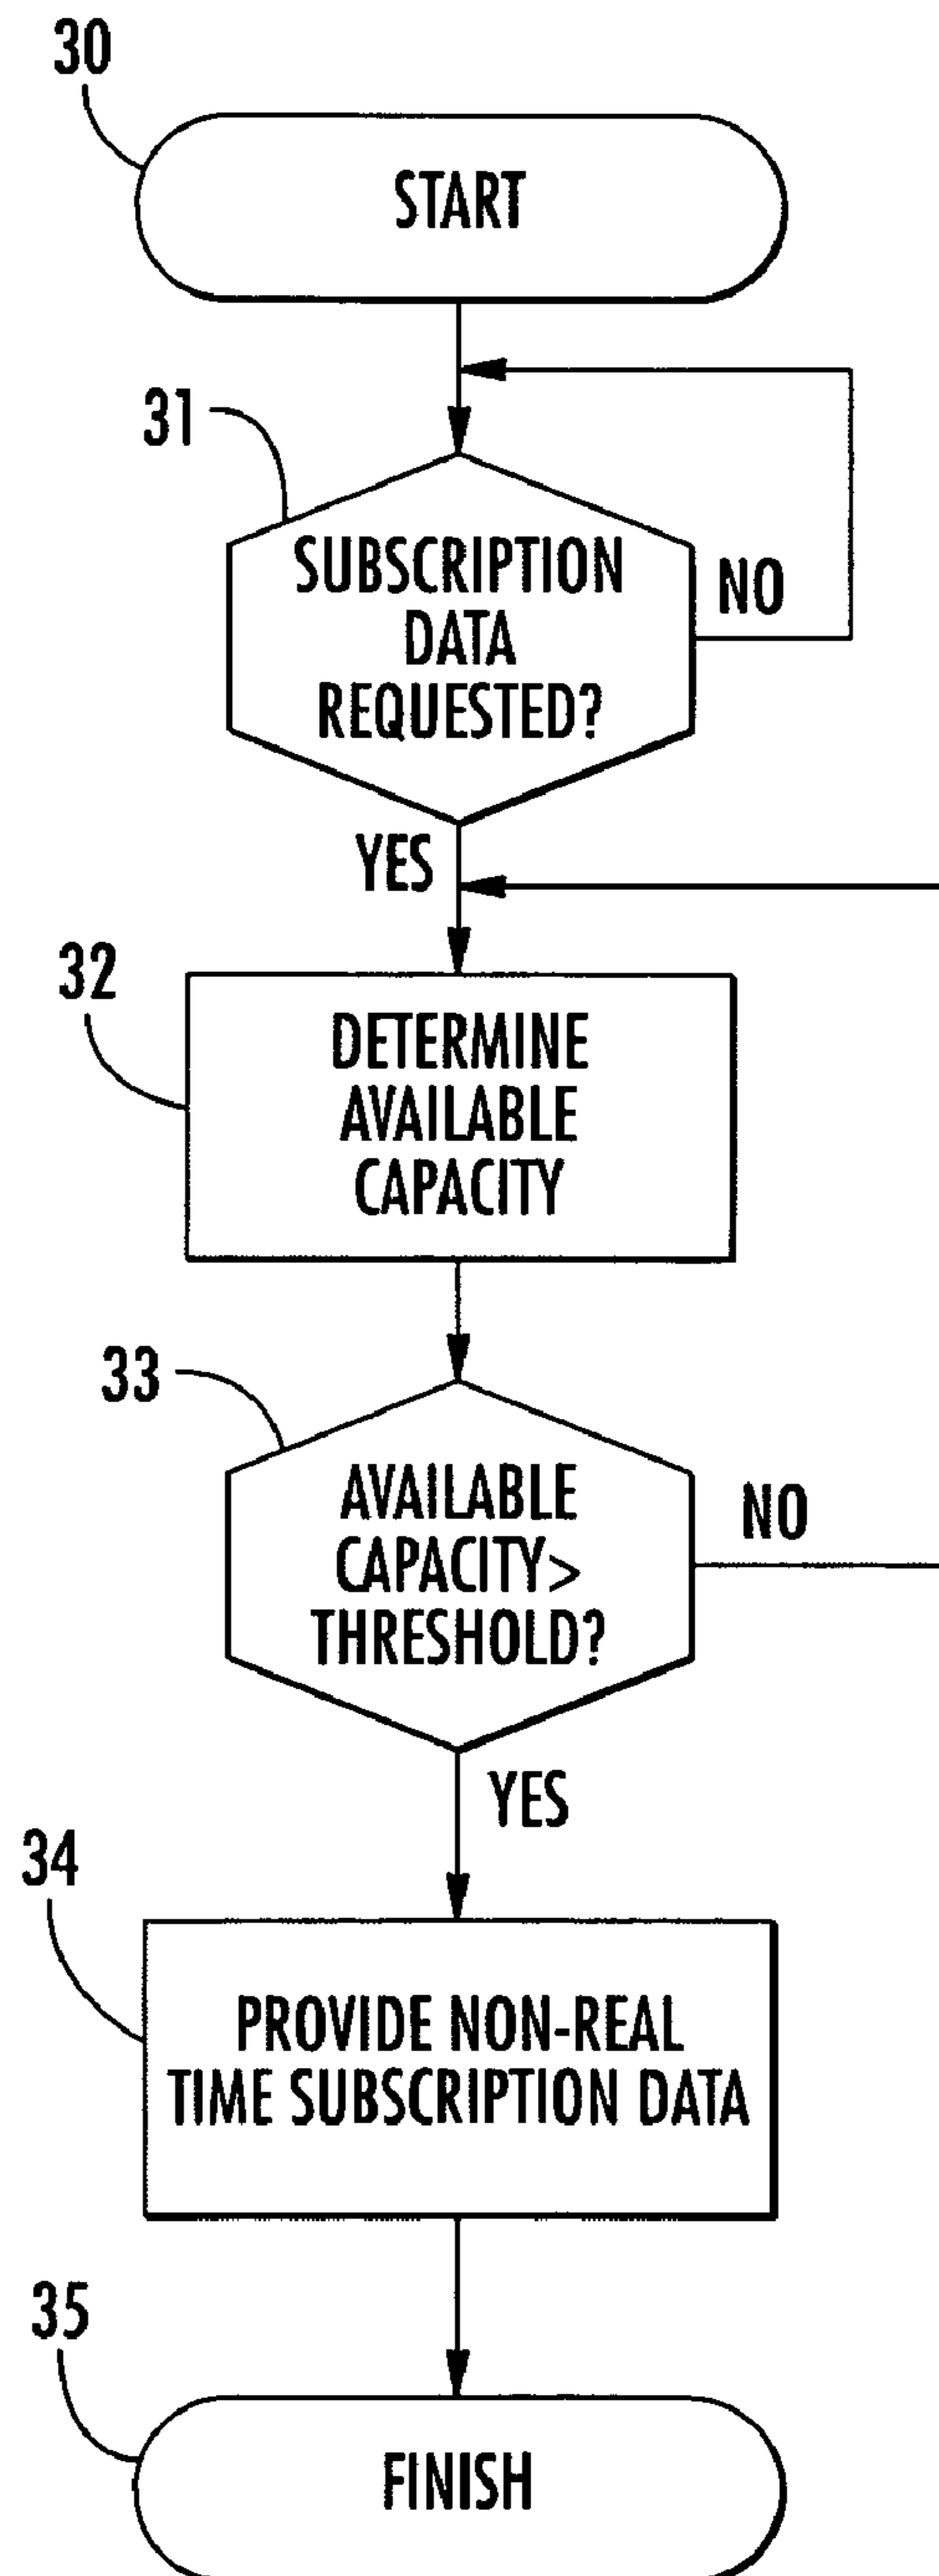 30
START
31
SUBSCRIPTION
DATA
REQUESTED?
NO
YES
32
DETERMINE
AVAILABLE
CAPACITY
33
AVAILABLE
CAPACITY>
THRESHOLD?
NO
YES
34
PROVIDE NON-REAL
TIME SUBSCRIPTION DATA
35
FINISH